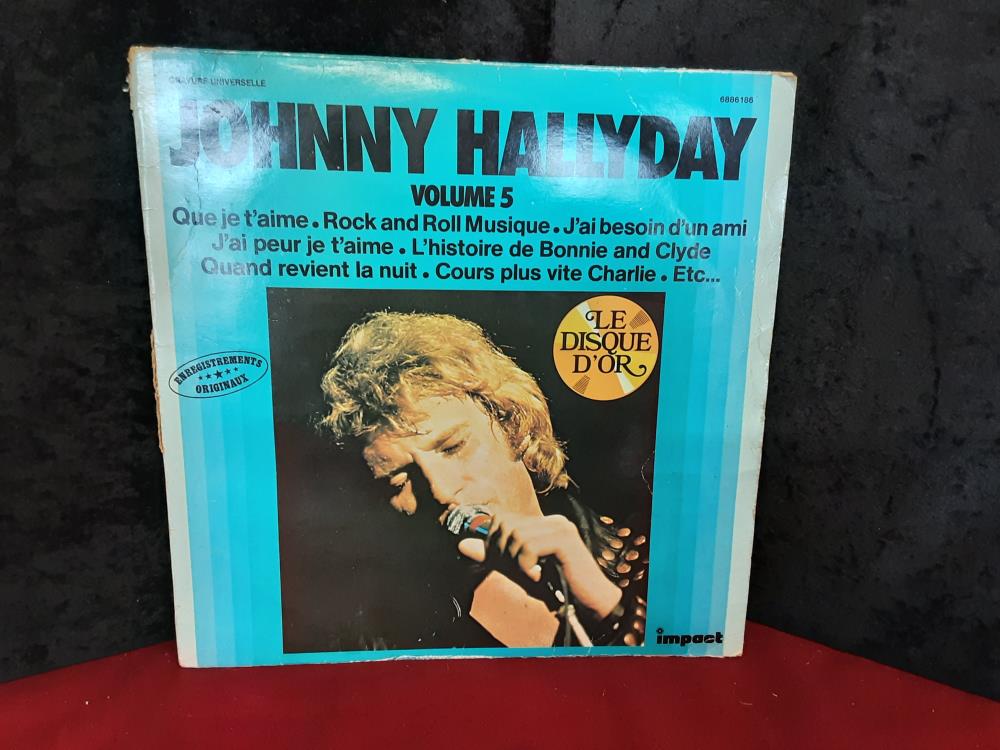 GRAVURE UNIVERSELLE
6886186
JOHNNY HALLYDAY
VOLUME 5
Que je t'aime • Rock and Roll Musique • J'ai besoin d'un ami
J'ai peur je t'aime • L'histoire de Bonnie and Clyde
Quand revient la nuit • Cours plus vite Charlie • Etc...
LE
DISQUE
D'OR
ENREGISTREMENTS
ORIGINAUX
impact